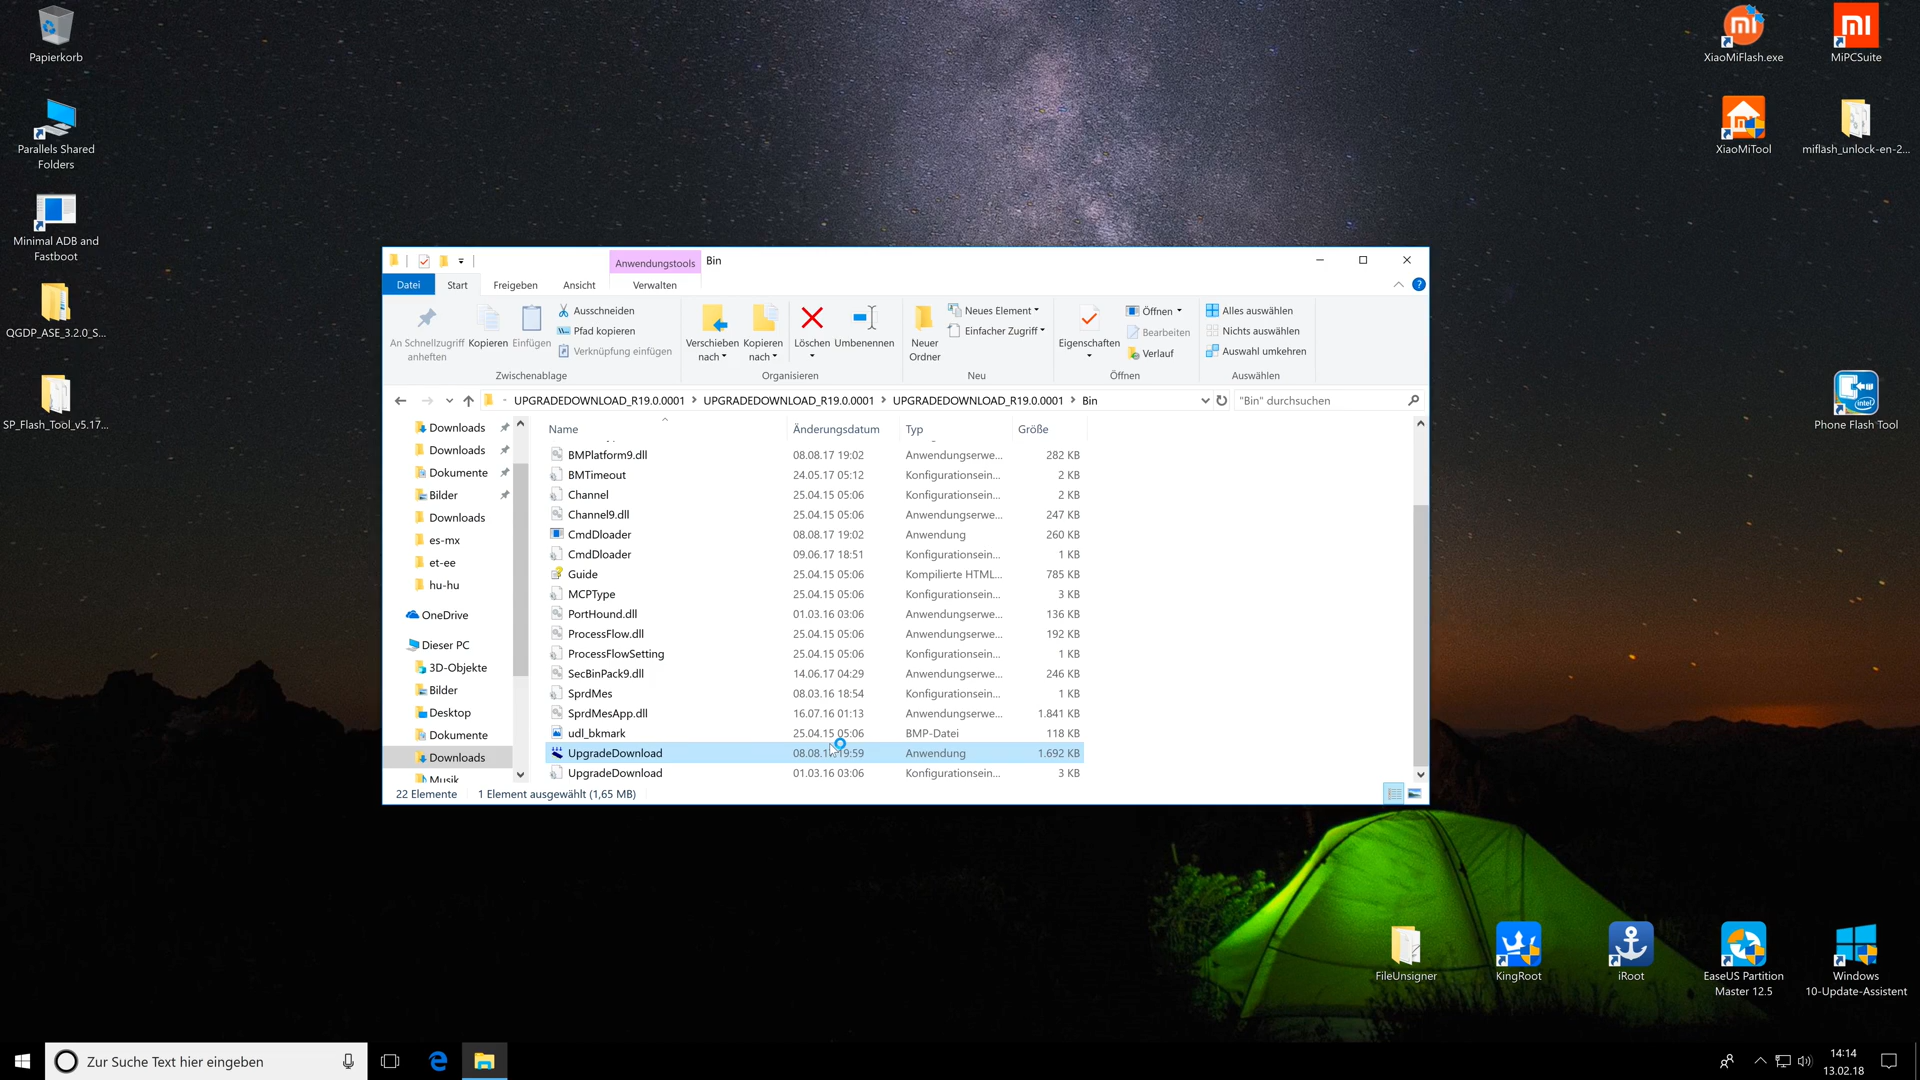 Papierkorb
Parallels Shared
Folders
Minimal ADB and
Fastboot
QGDP_ASE_3.2.0_S...
SP_Flash_Tool_v5.17...
XiaoMiFlash.exe
MiPCSuite
XiaoMiTool
miflash_unlock-en-2...
Phone Flash Tool
Anwendungstools
Bin
Datei
Start
Freigeben
Ansicht
Verwalten
An Schnellzugriff
anheften
Kopieren
Einfügen
Ausschneiden
Pfad kopieren
Verknüpfung einfügen
Zwischenablage
Verschieben
nach
Kopieren
nach
Löschen
Umbenennen
Organisieren
Neuer
Ordner
Neues Element
Einfacher Zugriff
Neu
Eigenschaften
Öffnen
Bearbeiten
Verlauf
Öffnen
Alles auswählen
Nichts auswählen
Auswahl umkehren
Auswählen
UPGRADEDOWNLOAD_R19.0.0001 UPGRADEDOWNLOAD_R19.0.0001 UPGRADEDOWNLOAD_R19.0.0001 Bin
"Bin" durchsuchen
Downloads
Downloads
Dokumente
Bilder
Downloads
es-mx
et-ee
hu-hu
OneDrive
Dieser PC
3D-Objekte
Bilder
Desktop
Dokumente
Downloads
Musik
Name Änderungsdatum Typ Größe
BMPlatform9.dll 08.08.17 19:02 Anwendungserwe... 282 KB
BMTimeout 24.05.17 05:12 Konfigurationsein... 2 KB
Channel 25.04.15 05:06 Konfigurationsein... 2 KB
Channel9.dll 25.04.15 05:06 Anwendungserwe... 247 KB
CmdDloader 08.08.17 19:02 Anwendung 260 KB
CmdDloader 09.06.17 18:51 Konfigurationsein... 1 KB
Guide 25.04.15 05:06 Kompilierte HTML... 785 KB
MCPType 25.04.15 05:06 Konfigurationsein... 3 KB
PortHound.dll 01.03.16 03:06 Anwendungserwe... 136 KB
ProcessFlow.dll 25.04.15 05:06 Anwendungserwe... 192 KB
ProcessFlowSetting 25.04.15 05:06 Konfigurationsein... 1 KB
SecBinPack9.dll 14.06.17 04:29 Anwendungserwe... 246 KB
SprdMes 08.03.16 18:54 Konfigurationsein... 1 KB
SprdMesApp.dll 16.07.16 01:13 Anwendungserwe... 1.841 KB
udl_bkmark 25.04.15 05:06 BMP-Datei 118 KB
UpgradeDownload 19:59 Anwendung 1.692 KB
UpgradeDownload 01.03.16 03:06 Konfigurationsein... 3 KB
22 Elemente 1 Element ausgewählt (1,65 MB)
FileUnsigner
KingRoot
iRoot
EaseUS Partition
Master 12.5
Windows
10-Update-Assistent
Zur Suche Text hier eingeben
14:14
13.02.18